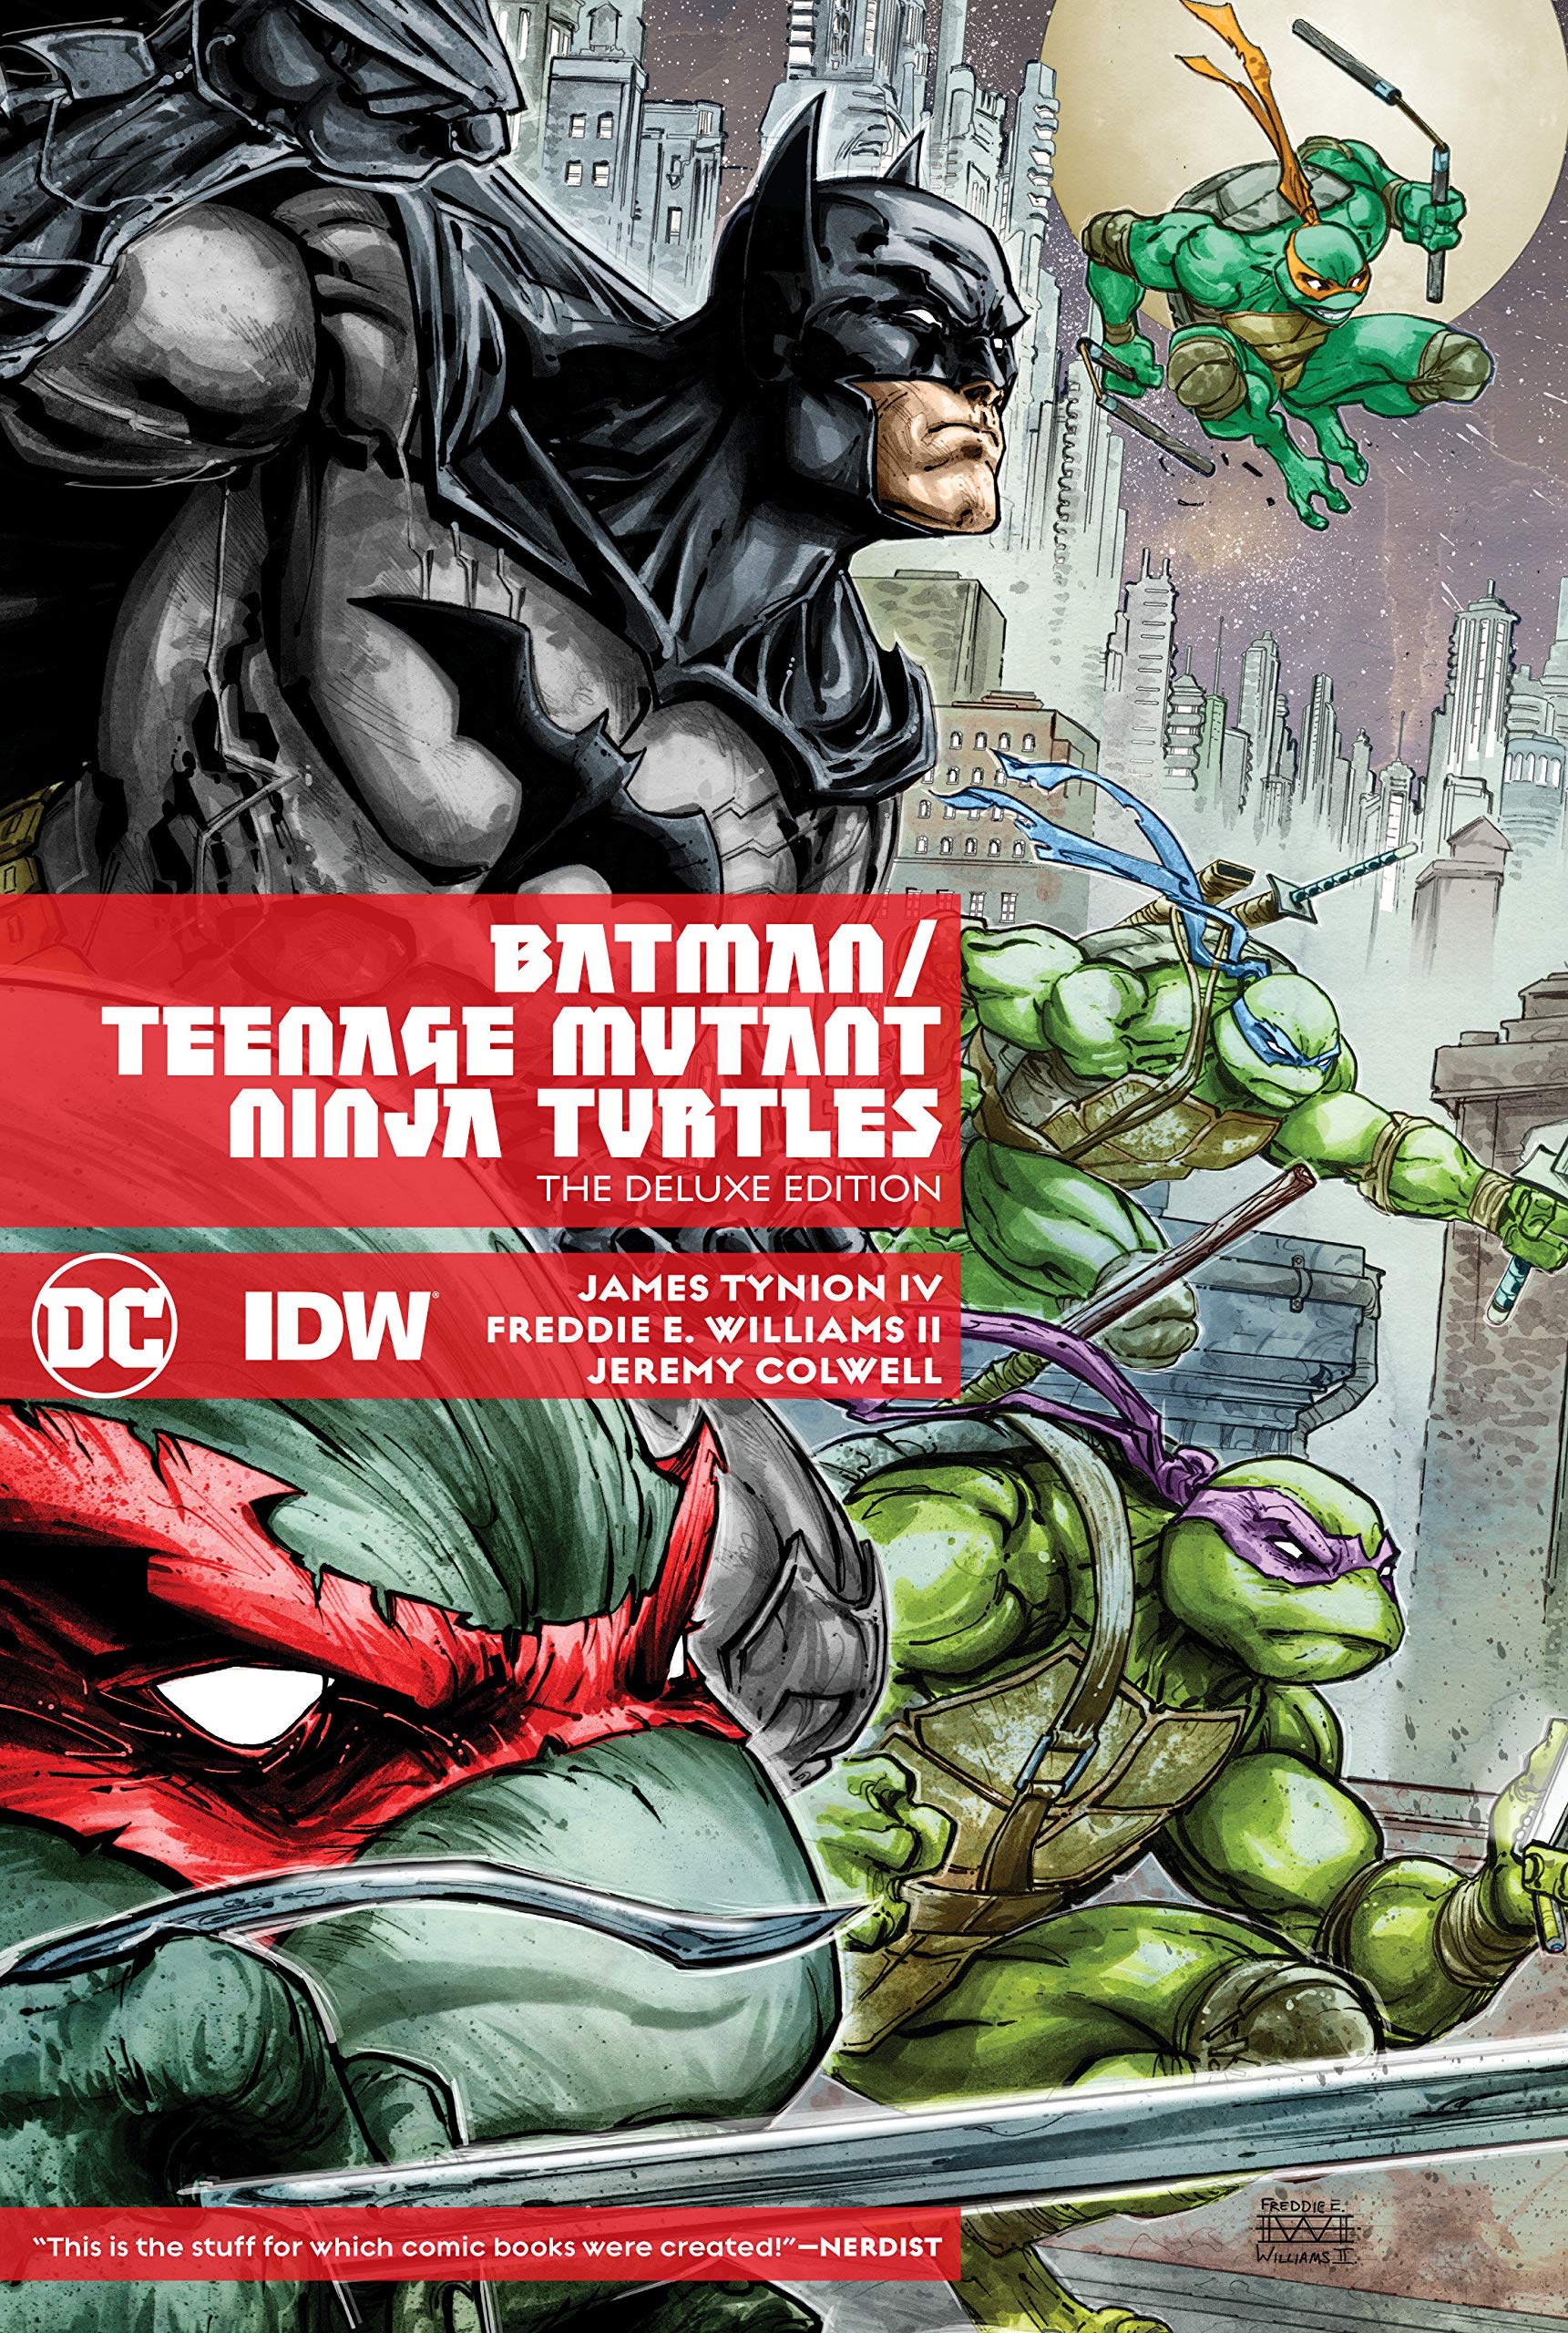 BATMAN/
TEENAGE MUTANT
NINJA TURTLES
THE DELUXE EDITION
DC
IDW®
JAMES TYNION IV
FREDDIE E. WILLIAMS II
JEREMY COLWELL
“This is the stuff for which comic books were created!”—NERDIST
FREDDIE E.
WILLIAMS II